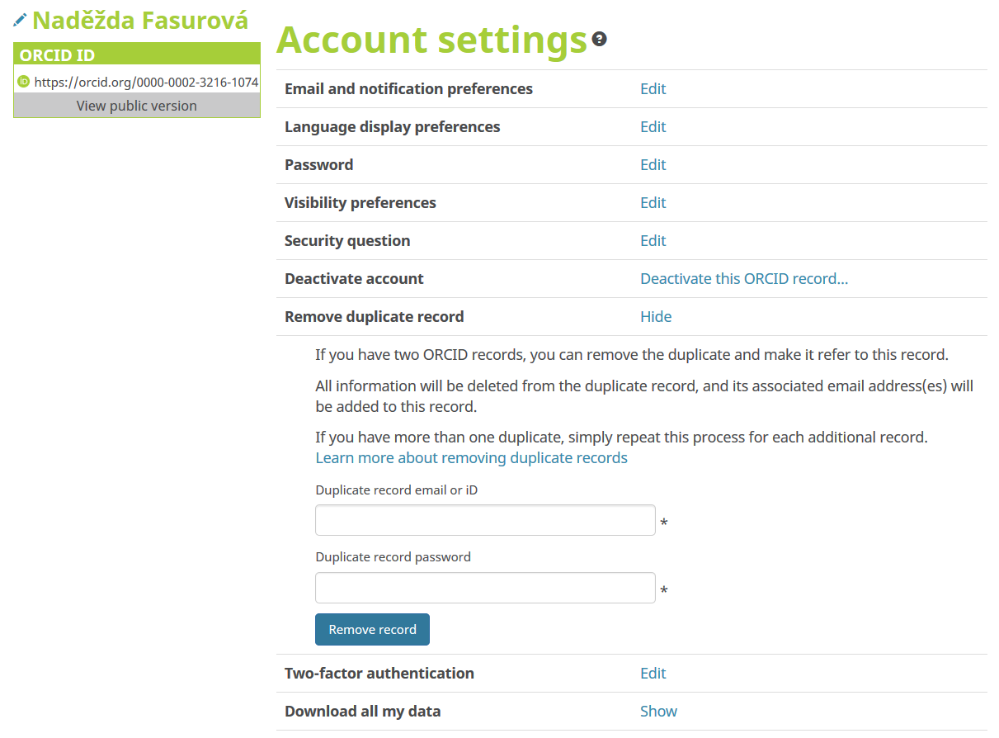 Naděžda Fasurová
ORCID ID
iD https://orcid.org/0000-0002-3216-1074
View public version
Account settings ?
Email and notification preferences Edit
Language display preferences Edit
Password Edit
Visibility preferences Edit
Security question Edit
Deactivate account Deactivate this ORCID record...
Remove duplicate record Hide
If you have two ORCID records, you can remove the duplicate and make it refer to this record.
All information will be deleted from the duplicate record, and its associated email address(es) will
be added to this record.
If you have more than one duplicate, simply repeat this process for each additional record.
Learn more about removing duplicate records
Duplicate record email or iD
*
Duplicate record password
*
Remove record
Two-factor authentication Edit
Download all my data Show